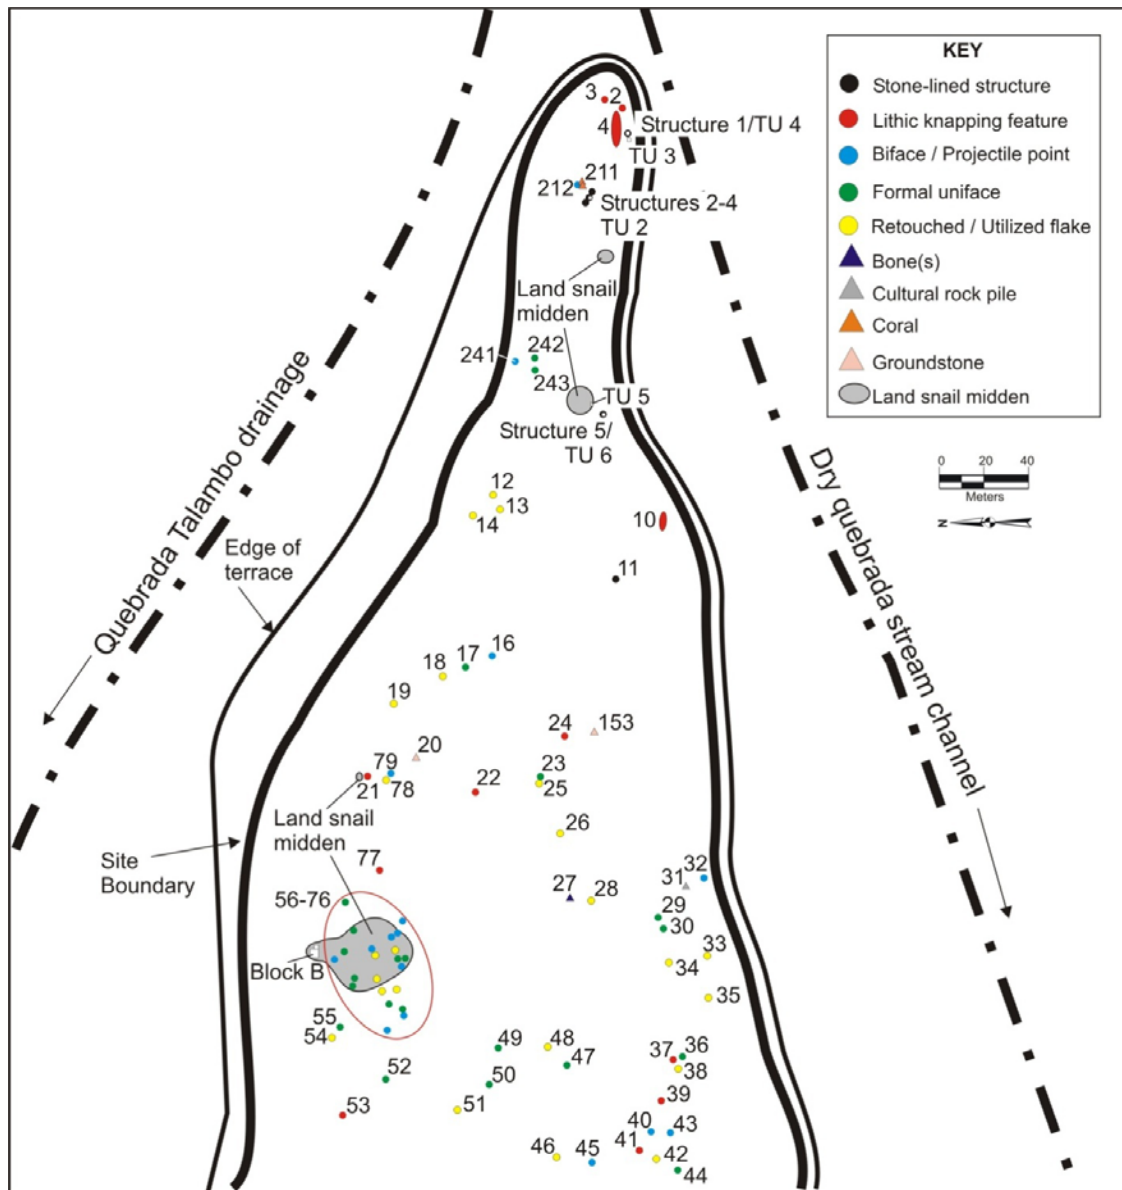 KEY
Stone-lined structure
Lithic knapping feature
Biface / Projectile point
Formal uniface
Retouched / Utilized flake
Bone(s)
Cultural rock pile
Coral
Groundstone
Land snail midden
0 20 40
Meters
N
3 2
4
Structure 1/TU 4
TU 3
211
212
Structures 2-4
TU 2
Land snail
midden
241
242
243
TU 5
Structure 5/
TU 6
Quebrada Talambo drainage
Dry quebrada stream channel
12
13
14
10
11
Edge of
terrace
16
17
18
19
24
153
20
79
21
78
22
23
25
Land snail
midden
26
Site
Boundary
77
32
31
27
28
56-76
29
30
33
34
35
Block B
55
54
49
48
47
37
36
38
52
50
51
53
39
40
43
41
42
46
45
44